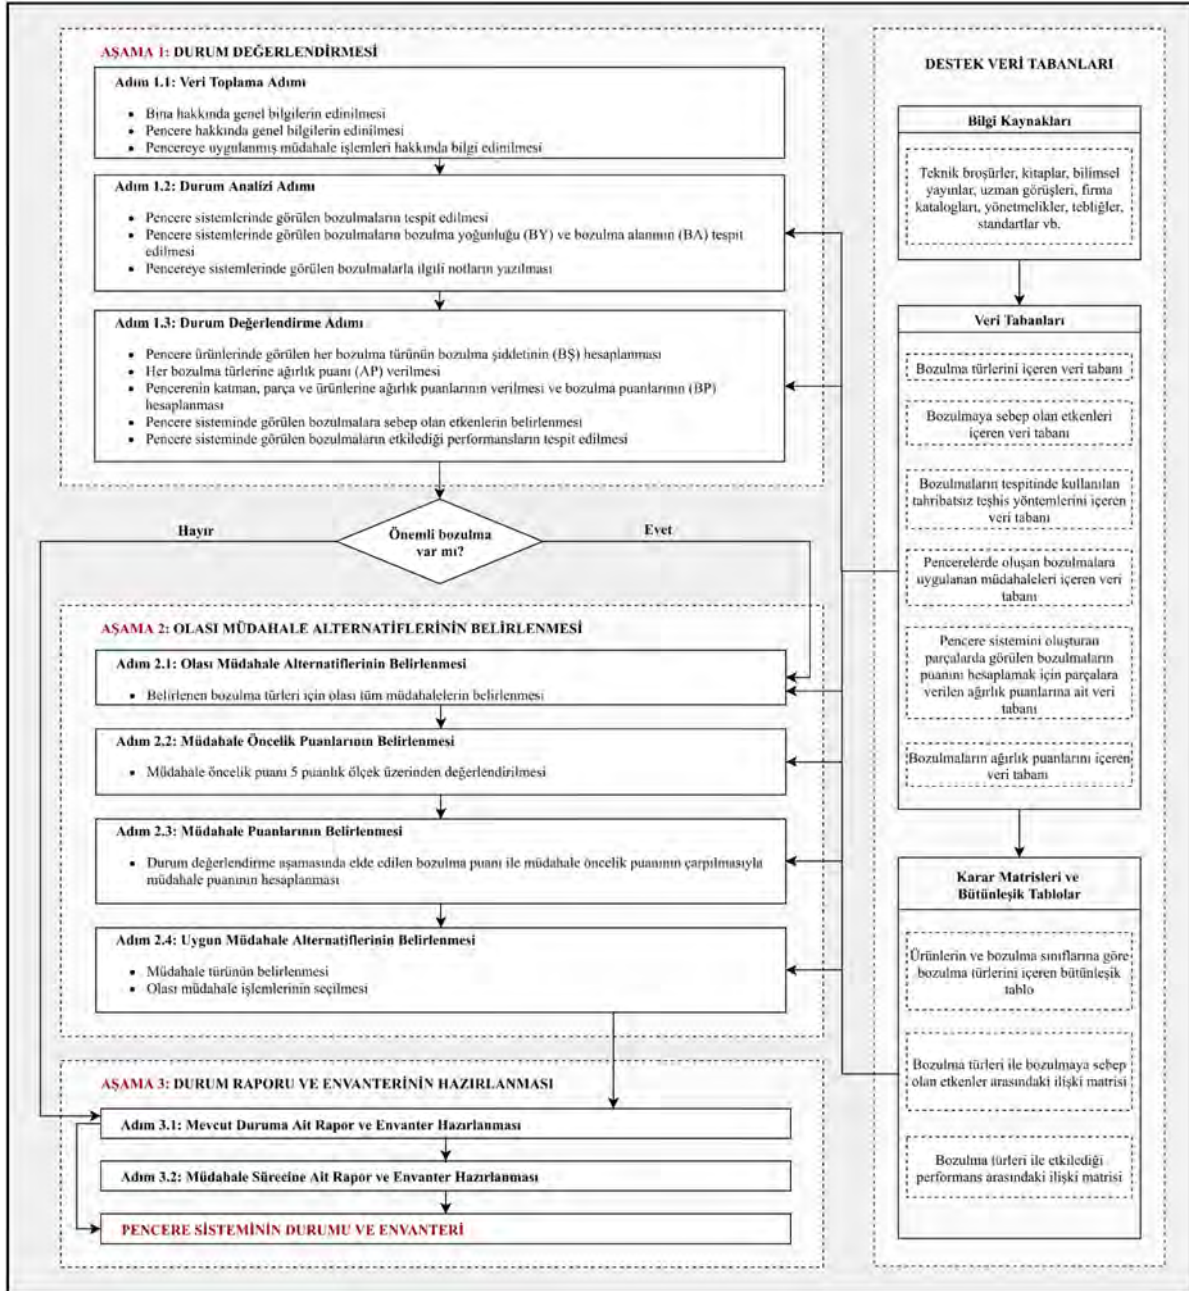 AŞAMA 1: DURUM DEĞERLENDİRMESİ
Adım 1.1: Veri Toplama Adımı
• Bina hakkında genel bilgilerin edinilmesi
• Pencere hakkında genel bilgilerin edinilmesi
• Pencereye uygulanmış müdahale işlemleri hakkında bilgi edinilmesi
Adım 1.2: Durum Analizi Adımı
• Pencere sistemlerinde görülen bozulmaların tespit edilmesi
• Pencere sistemlerinde görülen bozulmaların bozulma yoğunluğu (BY) ve bozulma alanının (BA) tespit
edilmesi
• Pencereye sistemlerinde görülen bozulmalarla ilgili notların yazılması
Adım 1.3: Durum Değerlendirme Adımı
• Pencere ürünlerinde görülen her bozulma türünün bozulma şiddetinin (BŞ) hesaplanması
• Her bozulma türlerine ağırlık puanı (AP) verilmesi
• Pencerenin katman, parça ve ürünlerine ağırlık puanlarının verilmesi ve bozulma puanlarının (BP)
hesaplanması
• Pencere sisteminde görülen bozulmalara sebep olan etkenlerin belirlenmesi
• Pencere sisteminde görülen bozulmaların etkilediği performansların tespit edilmesi
Hayır
Önemli bozulma
var mı?
Evet
AŞAMA 2: OLASI MÜDAHALE ALTERNATİFLERİNİN BELİRLENMESİ
Adım 2.1: Olası Müdahale Alternatiflerinin Belirlenmesi
• Belirlenen bozulma türleri için olası tüm müdahalelerin belirlenmesi
Adım 2.2: Müdahale Öncelik Puanlarının Belirlenmesi
• Müdahale öncelik puanı 5 puanlık ölçek üzerinden değerlendirilmesi
Adım 2.3: Müdahale Puanlarının Belirlenmesi
• Durum değerlendirme aşamasında elde edilen bozulma puanı ile müdahale öncelik puanının çarpılmasıyla
müdahale puanının hesaplanması
Adım 2.4: Uygun Müdahale Alternatiflerinin Belirlenmesi
• Müdahale türünün belirlenmesi
• Olası müdahale işlemlerinin seçilmesi
AŞAMA 3: DURUM RAPORU VE ENVANTERİNİN HAZIRLANMASI
Adım 3.1: Mevcut Duruma Ait Rapor ve Envanter Hazırlanması
Adım 3.2: Müdahale Sürecine Ait Rapor ve Envanter Hazırlanması
PENCERE SİSTEMİNİN DURUMU VE ENVANTERİ
DESTEK VERİ TABANLARI
Bilgi Kaynakları
Teknik broşürler, kitaplar, bilimsel
yayınlar, uzman görüşleri, firma
katalogları, yönetmelikler, tebliğler,
standartlar vb.
Veri Tabanları
Bozulma türlerini içeren veri tabanı
Bozulmaya sebep olan etkenleri
içeren veri tabanı
Bozulmaların tespitinde kullanılan
tahribatsız teşhis yöntemlerini içeren
veri tabanı
Pencerelerde oluşan bozulmalara
uygulanan müdahaleleri içeren veri
tabanı
Pencere sistemini oluşturan
parçalarda görülen bozulmaların
puanını hesaplamak için parçalara
verilen ağırlık puanlarına ait veri
tabanı
Bozulmaların ağırlık puanlarını içeren
veri tabanı
Karar Matrisleri ve
Bütünleşik Tablolar
Ürünlerin ve bozulma sınıflarına göre
bozulma türlerini içeren bütünleşik
tablo
Bozulma türleri ile bozulmaya sebep
olan etkenler arasındaki ilişki matrisi
Bozulma türleri ile etkilediği
performans arasındaki ilişki matrisi